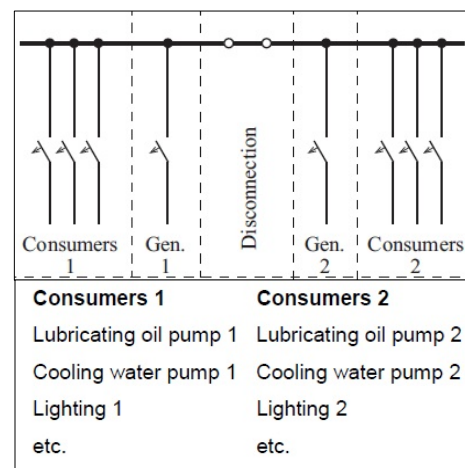 Disconnection
Consumers Gen. Gen. Consumers
1 1 2 2
Consumers 1 Consumers 2
Lubricating oil pump 1 Lubricating oil pump 2
Cooling water pump 1 Cooling water pump 2
Lighting 1 Lighting 2
etc. etc.